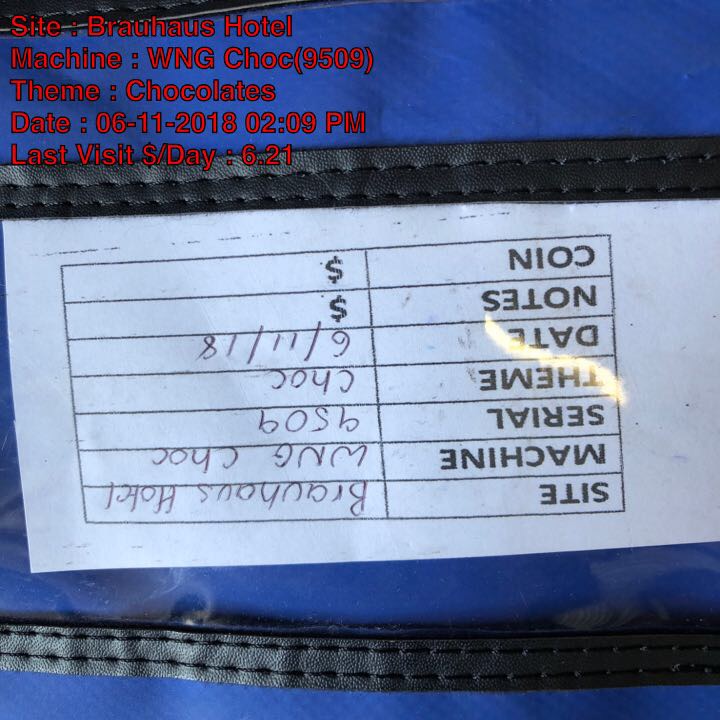 Site : Brauhaus Hotel
Machine : WNG Choc(9509)
Theme : Chocolates
Date : 06-11-2018 02:09 PM
Last Visit $/Day : 6.21
SITE Brauhaus Hotel
MACHINE WNG Choc
SERIAL 9509
THEME Choc
DATE 6/11/18
NOTES $
COIN $